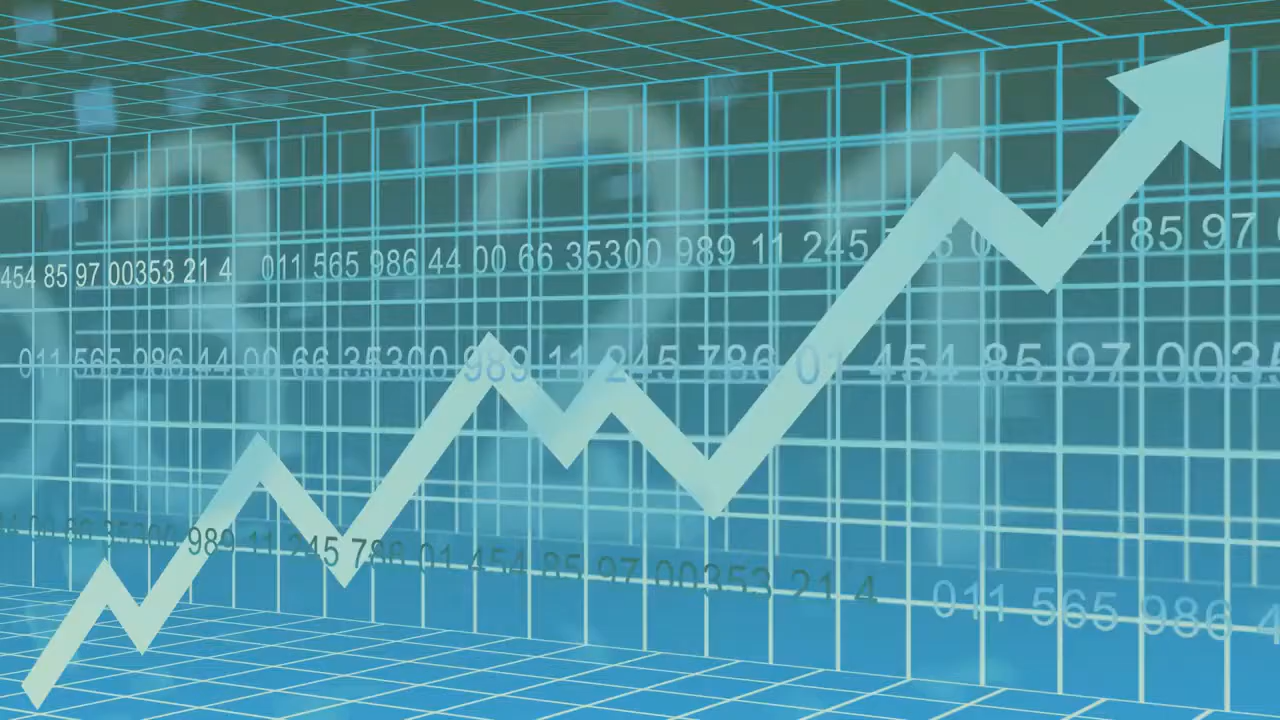 454 85 97 00353 21 4 011 565 986 44 00 66 35300 989 11 245 85 97
011 565 986 44 00 66 35300 989 11 245 786 01 454 85 97 0035
989 11 245 786 01 454 85 97 00353 21 4
011 565 986 4